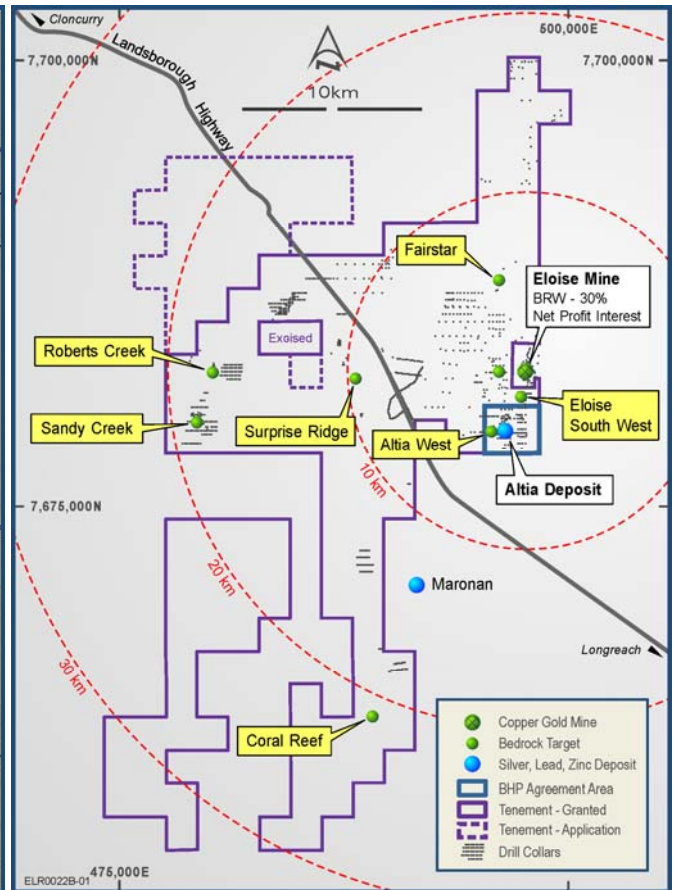 Cloncurry
500,000E
7,700,000N
7,700,000N
Landsborough
Highway
10km
Fairstar
Eloise Mine
BRW - 30%
Net Profit Interest
Exoised
Roberts Creek
Sandy Creek
Surprise Ridge
Altia West
Eloise
South West
10 km
Altia Deposit
7,675,000N
20 km
Maronan
Longreach
30 km
Coral Reef
Copper Gold Mine
Bedrock Target
Silver, Lead, Zinc Deposit
BHP Agreement Area
Tenement - Granted
Tenement - Application
Drill Collars
475,000E
ELR0022B-01